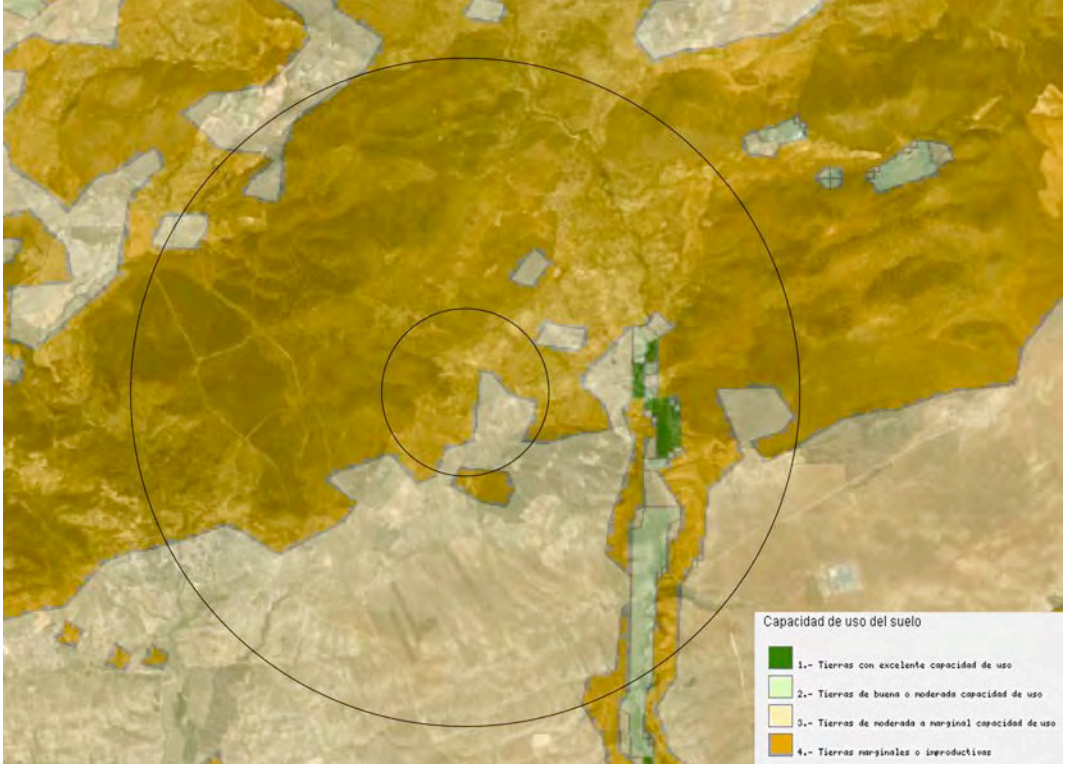 Capacidad de uso del suelo
1.- Tierras con excelente capacidad de uso
2.- Tierras de buena o moderada capacidad de uso
3.- Tierras de moderada a marginal capacidad de uso
4.- Tierras marginales o improductivas